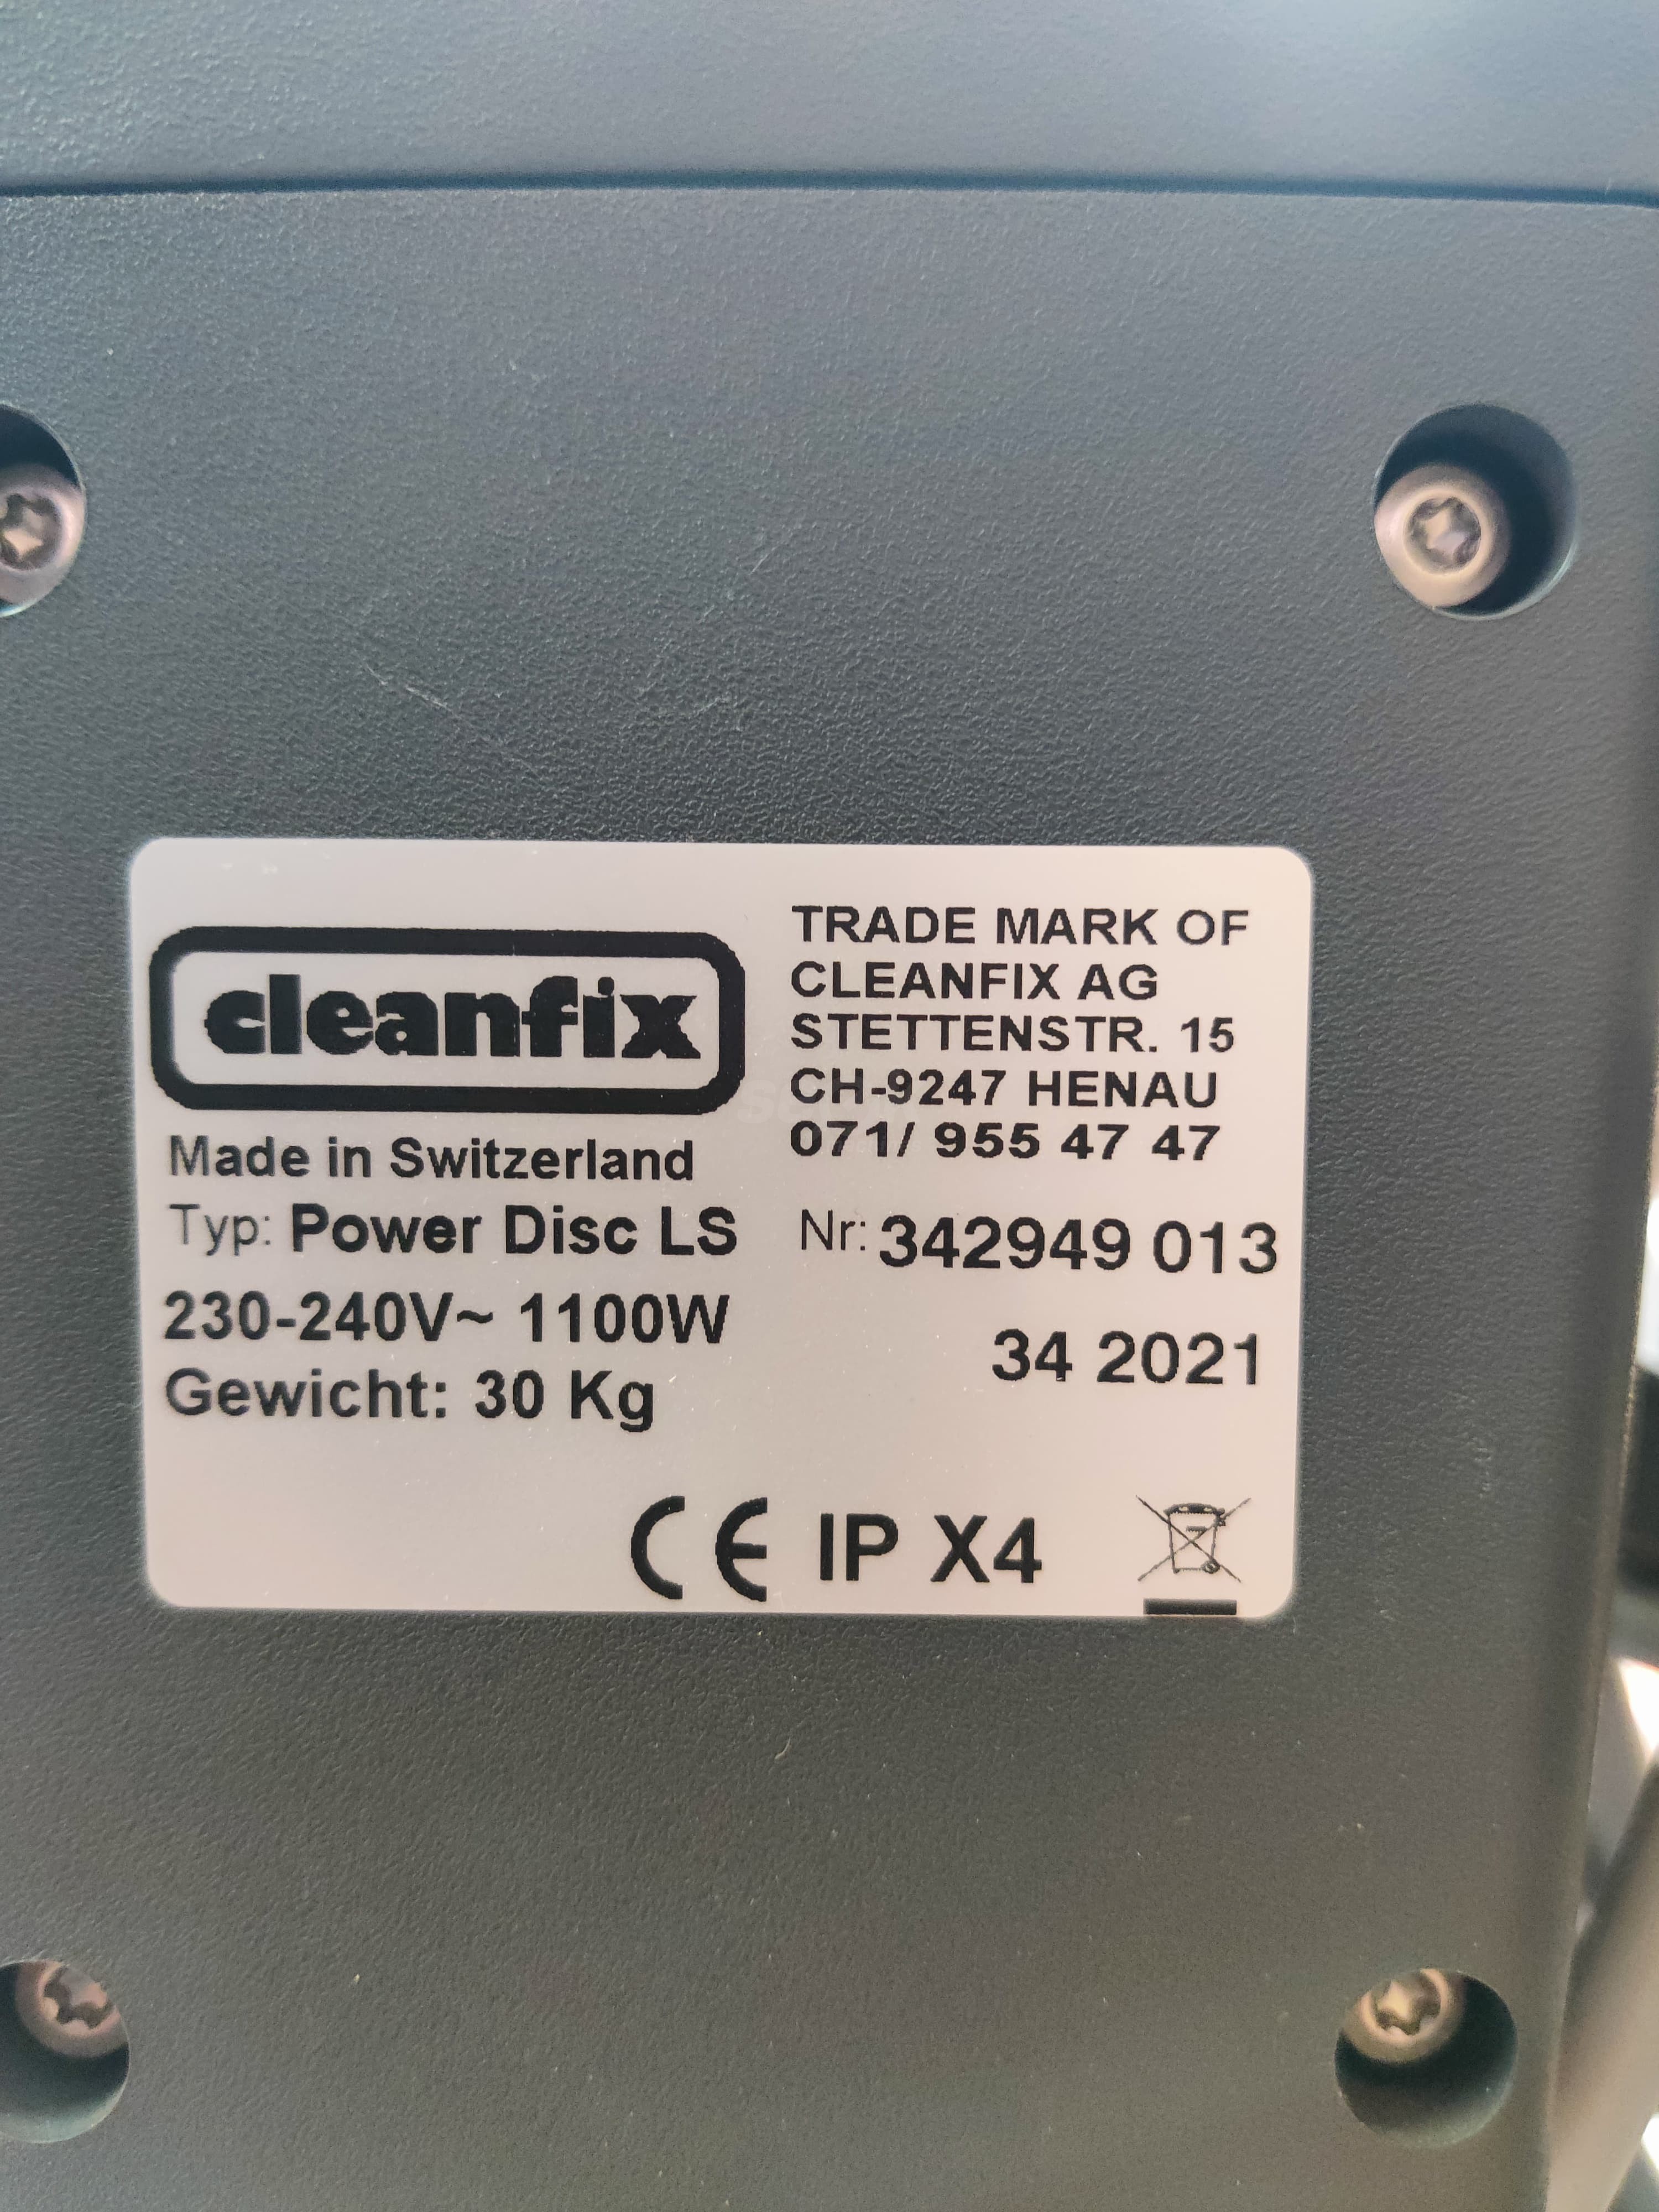 cleanfix
TRADE MARK OF
CLEANFIX AG
STETTENSTR. 15
CH-9247 HENAU
071/ 955 47 47
Made in Switzerland
Typ: Power Disc LS
Nr: 342949 013
230-240V~ 1100W
34 2021
Gewicht: 30 Kg
CE IP X4